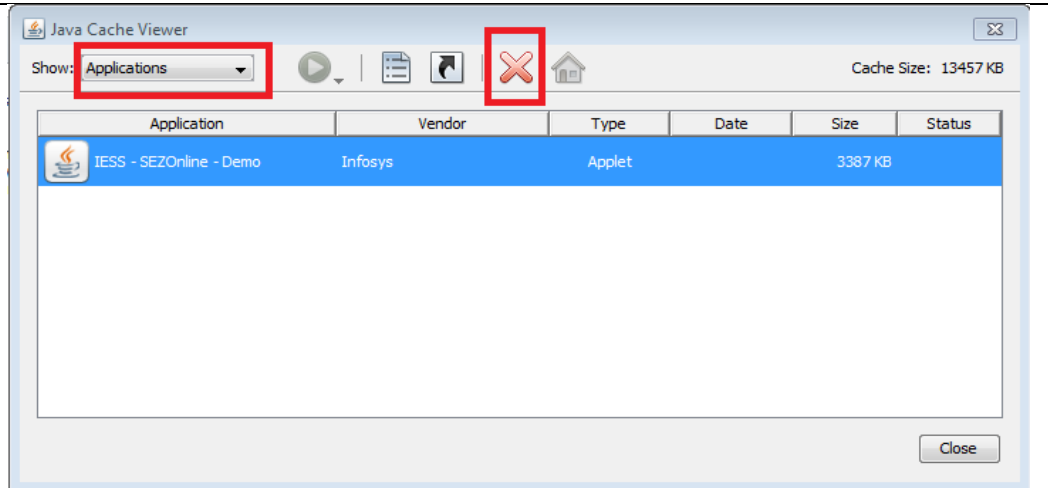 Java Cache Viewer
Show: Applications Cache Size: 13457 KB
Application Vendor Type Date Size Status
IESS - SEZOnline - Demo Infosys Applet 3387 KB
Close